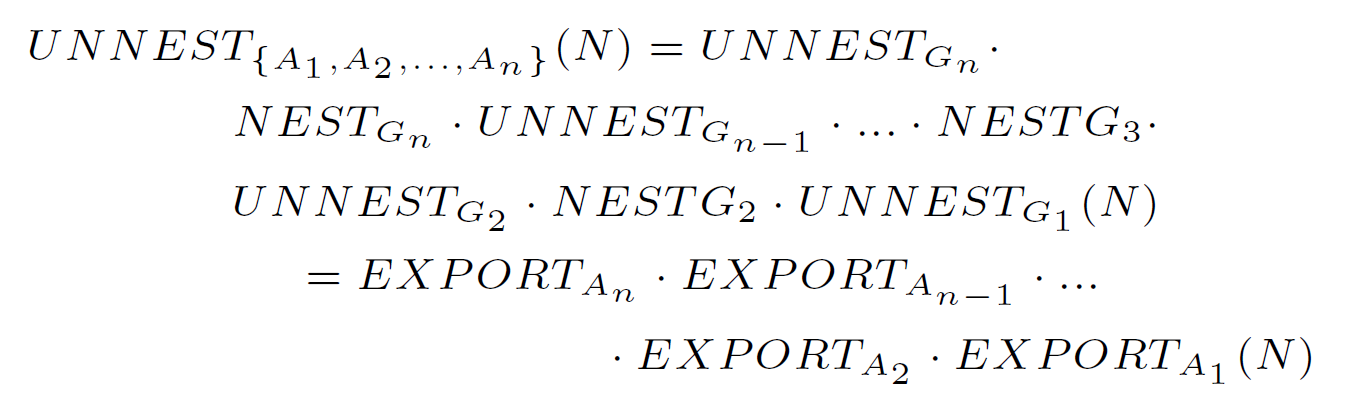 UNNEST_{\{A_1,A_2,...,A_n\}}(N) = UNNEST_{G_n} ·
NEST_{G_n} · UNNEST_{G_{n-1}} · ... · NESTG_3 ·
UNNEST_{G_2} · NESTG_2 · UNNEST_{G_1}(N)
= EXPORT_{A_n} · EXPORT_{A_{n-1}} · ...
· EXPORT_{A_2} · EXPORT_{A_1}(N)